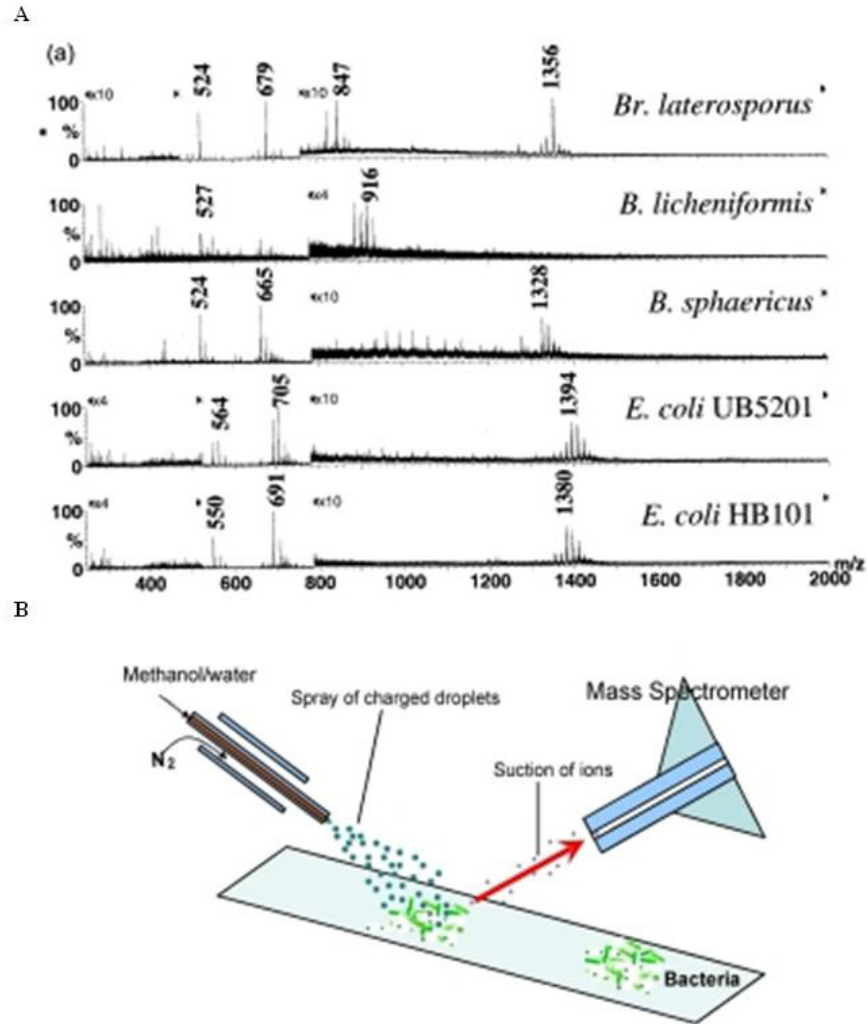 A
(a)
x10 524 679 x10 847 1356
100
%
0
Br. laterosporus
527 x4 916
100
%
0
B. licheniformis
524 665 x10 1328
100
%
0
B. sphaericus
x4 564 705 x10 1394
100
%
0
E. coli UB5201
x4 550 691 x10 1380
100
%
0
E. coli HB101
400 600 800 1000 1200 1400 1600 1800 2000 m/z
B
Methanol/water
Spray of charged droplets
Mass Spectrometer
N2
Suction of ions
Bacteria